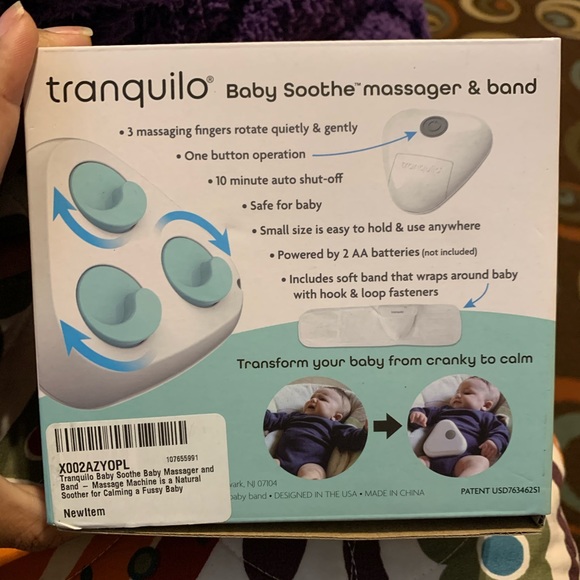 tranquilo® Baby Soothe™ massager & band
• 3 massaging fingers rotate quietly & gently
• One button operation
• 10 minute auto shut-off
• Safe for baby
• Small size is easy to hold & use anywhere
• Powered by 2 AA batteries (not included)
• Includes soft band that wraps around baby
with hook & loop fasteners
tranquilo
Transform your baby from cranky to calm
X002AZYOPL
107655991
Tranquilo Baby Soothe Baby Massager and
Band – Massage Machine is a Natural
Soother for Calming a Fussy Baby
NewItem
NJ 07104
baby band • DESIGNED IN THE USA • MADE IN CHINA
PATENT USD763462S1